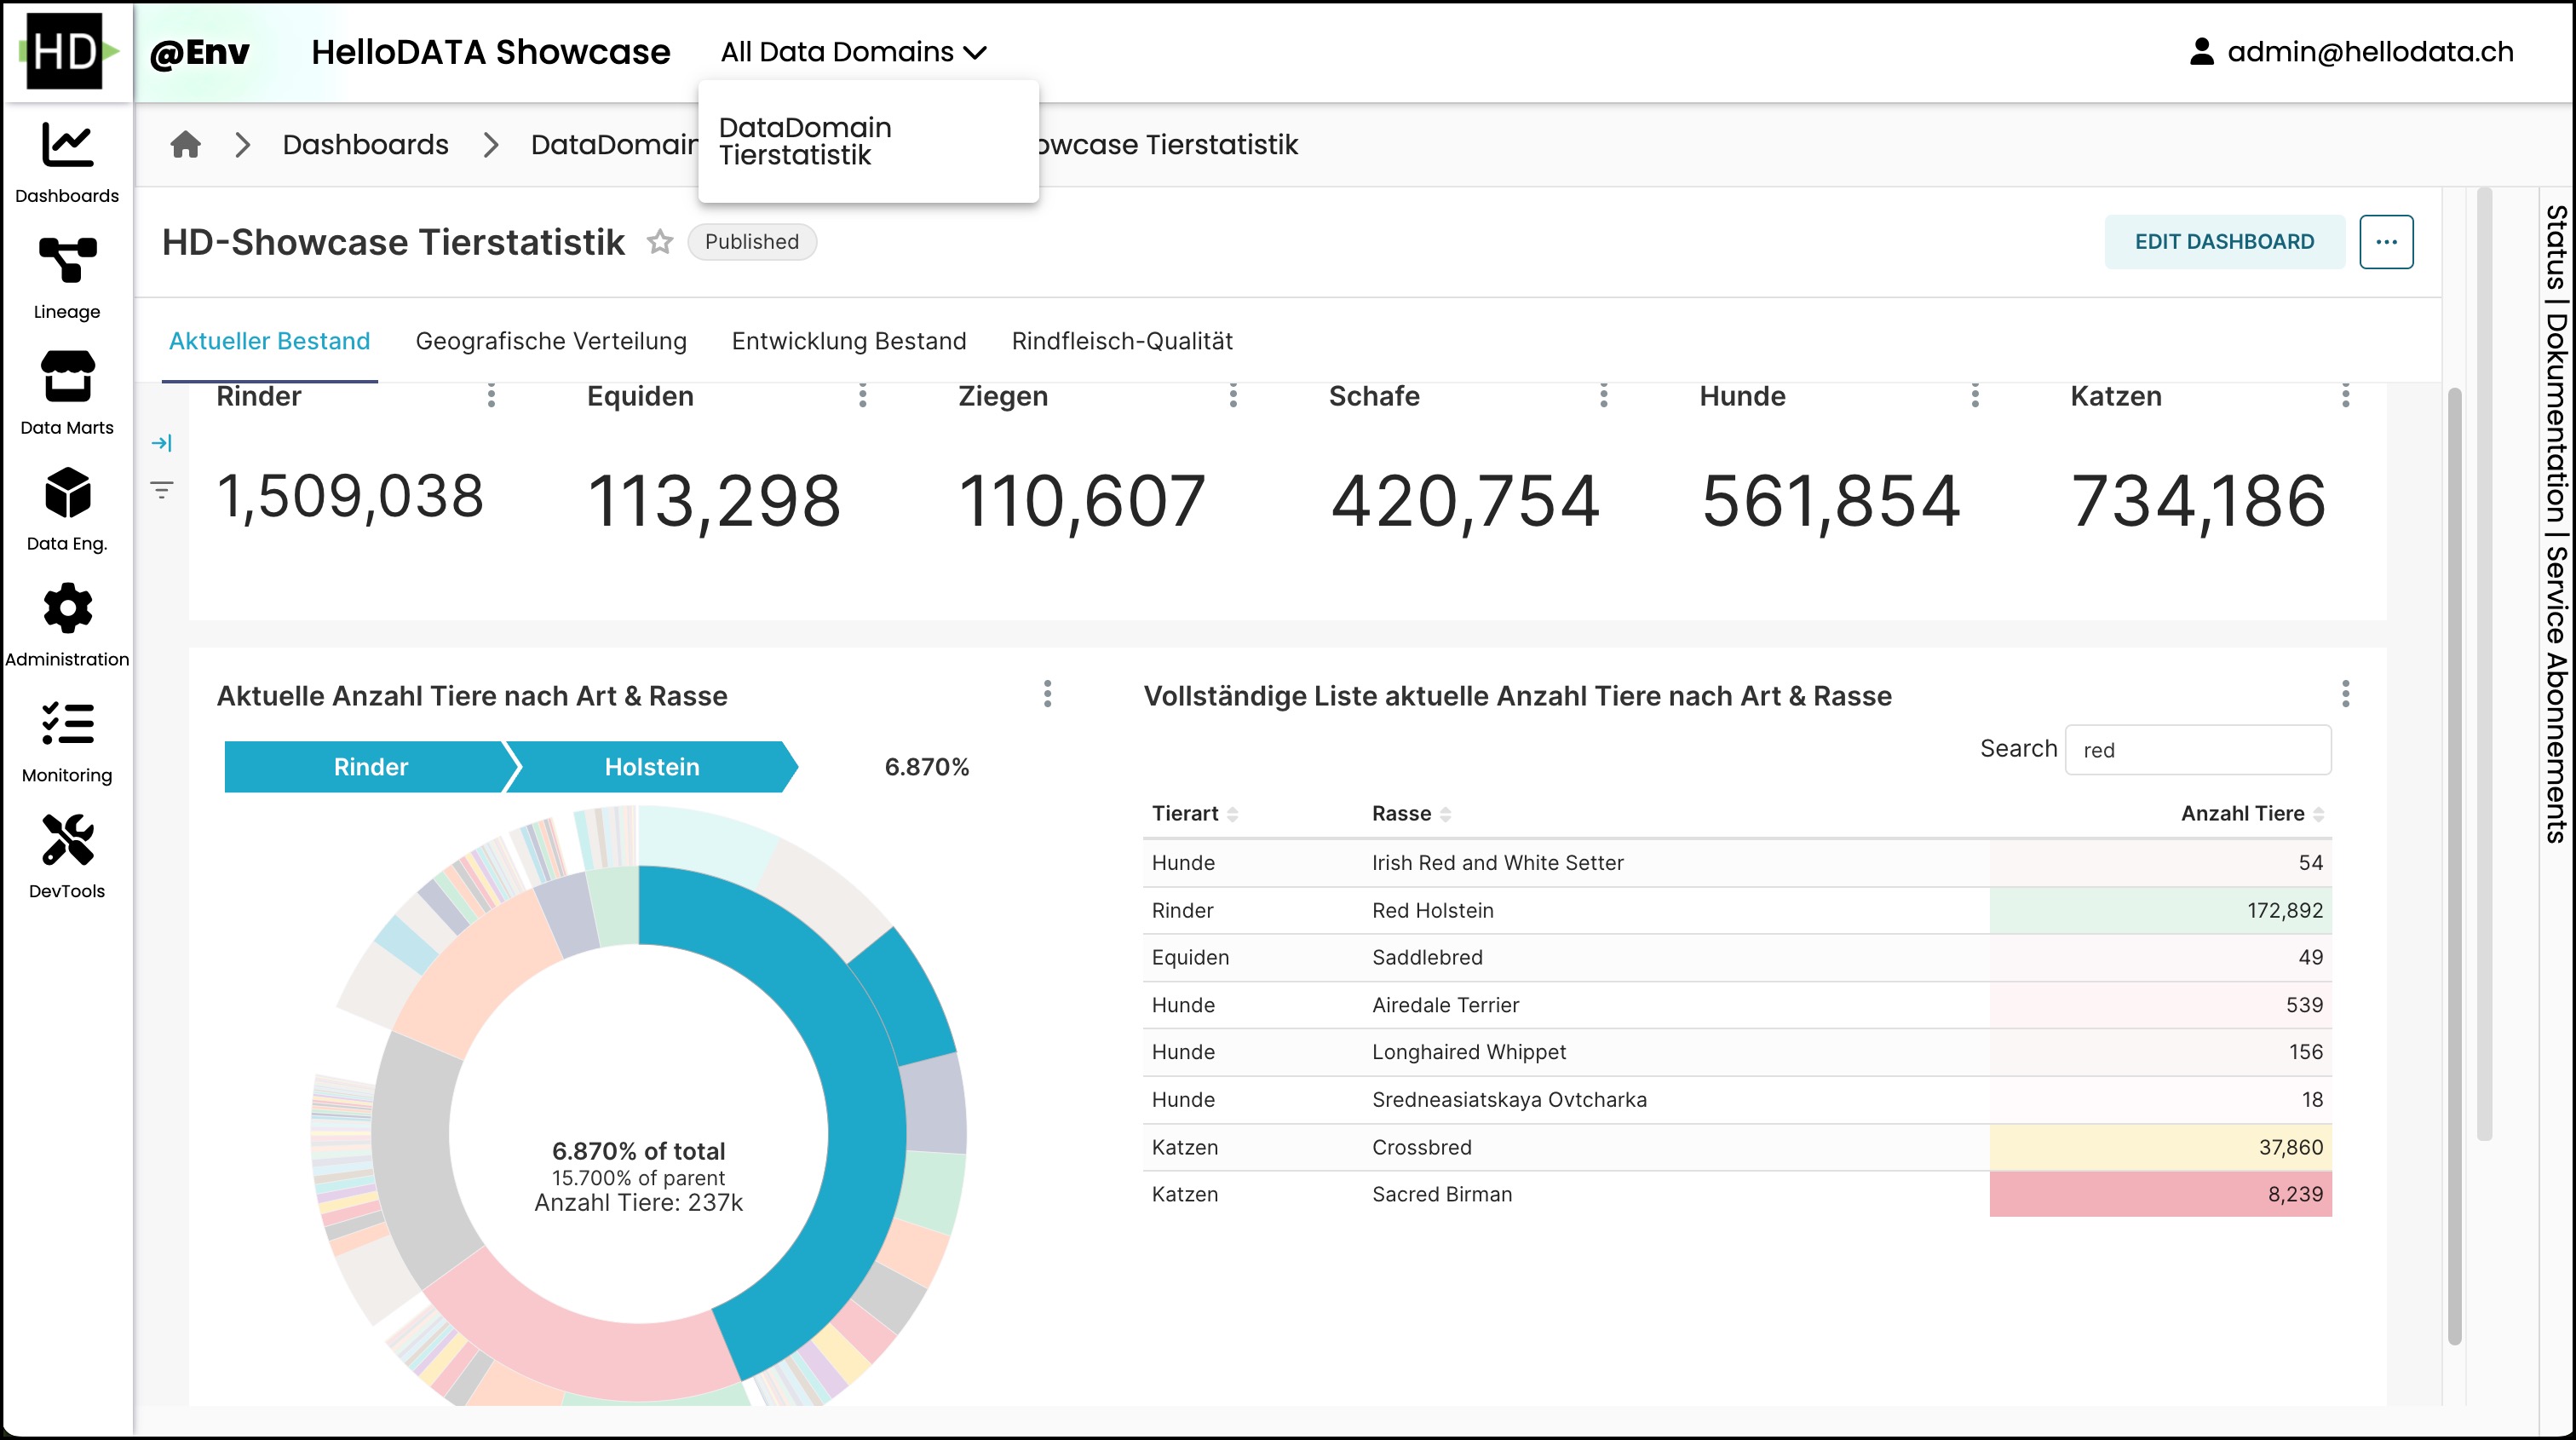 HD
@Env
HelloDATA Showcase
All Data Domains
admin@hellodata.ch
DataDomain
Tierstatistik
Dashboards
DataDomain
owcase Tierstatistik
Dashboards
Lineage
Data Marts
Data Eng.
Administration
Monitoring
DevTools
HD-Showcase Tierstatistik
Published
EDIT DASHBOARD
...
Aktueller Bestand
Geografische Verteilung
Entwicklung Bestand
Rindfleisch-Qualität
Rinder
Equiden
Ziegen
Schafe
Hunde
Katzen
1,509,038
113,298
110,607
420,754
561,854
734,186
Aktuelle Anzahl Tiere nach Art & Rasse
Rinder
Holstein
6.870%
6.870% of total
15.700% of parent
Anzahl Tiere: 237k
Vollständige Liste aktuelle Anzahl Tiere nach Art & Rasse
Search red
Tierart Rasse Anzahl Tiere
Hunde Irish Red and White Setter 54
Rinder Red Holstein 172,892
Equiden Saddlebred 49
Hunde Airedale Terrier 539
Hunde Longhaired Whippet 156
Hunde Sredneasiatskaya Ovtcharka 18
Katzen Crossbred 37,860
Katzen Sacred Birman 8,239
Status | Dokumentation | Service Abonnements